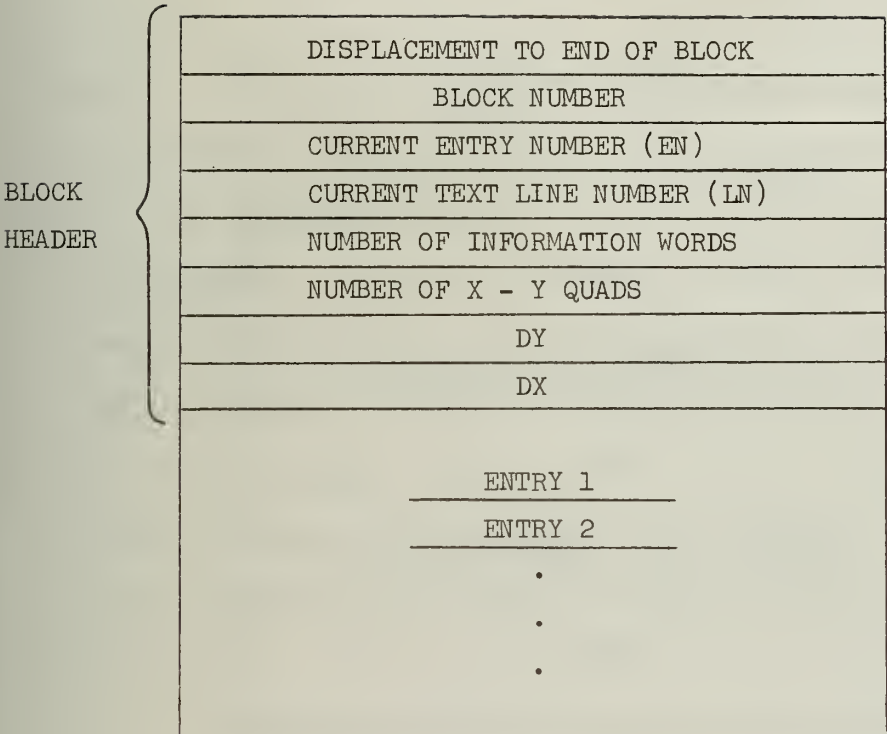 DISPLACEMENT TO END OF BLOCK
BLOCK NUMBER
CURRENT ENTRY NUMBER (EN)
BLOCK
HEADER
CURRENT TEXT LINE NUMBER (LN)
NUMBER OF INFORMATION WORDS
NUMBER OF X - Y QUADS
DY
DX
ENTRY 1
ENTRY 2
.
.
.